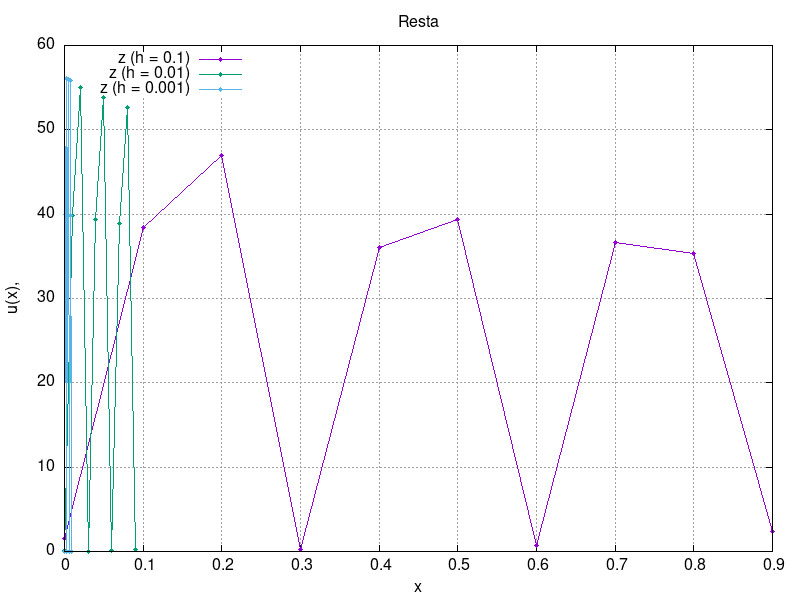 Resta
60
50
40
30
20
10
0
u(x),
z (h = 0.1)
z (h = 0.01)
z (h = 0.001)
0 0.1 0.2 0.3 0.4 0.5 0.6 0.7 0.8 0.9
x